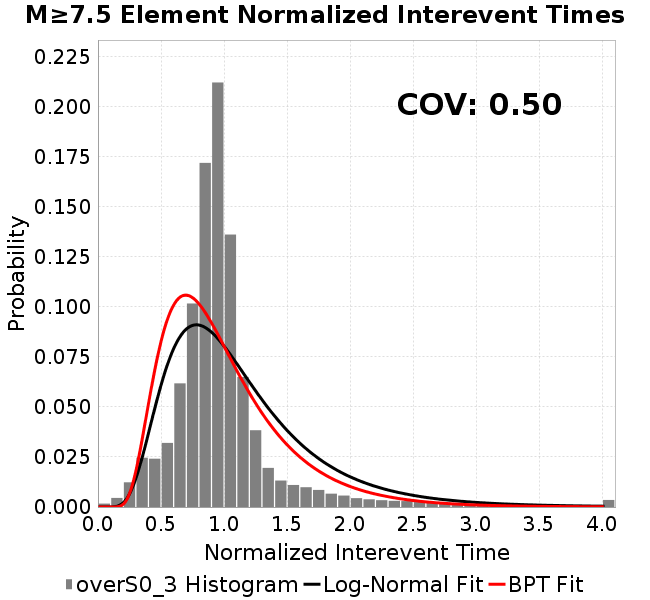 M≥7.5 Element Normalized Interevent Times
COV: 0.50
Probability
0.225
0.200
0.175
0.150
0.125
0.100
0.075
0.050
0.025
0.000
0.0 0.5 1.0 1.5 2.0 2.5 3.0 3.5 4.0
Normalized Interevent Time
overS0_3 Histogram Log-Normal Fit BPT Fit